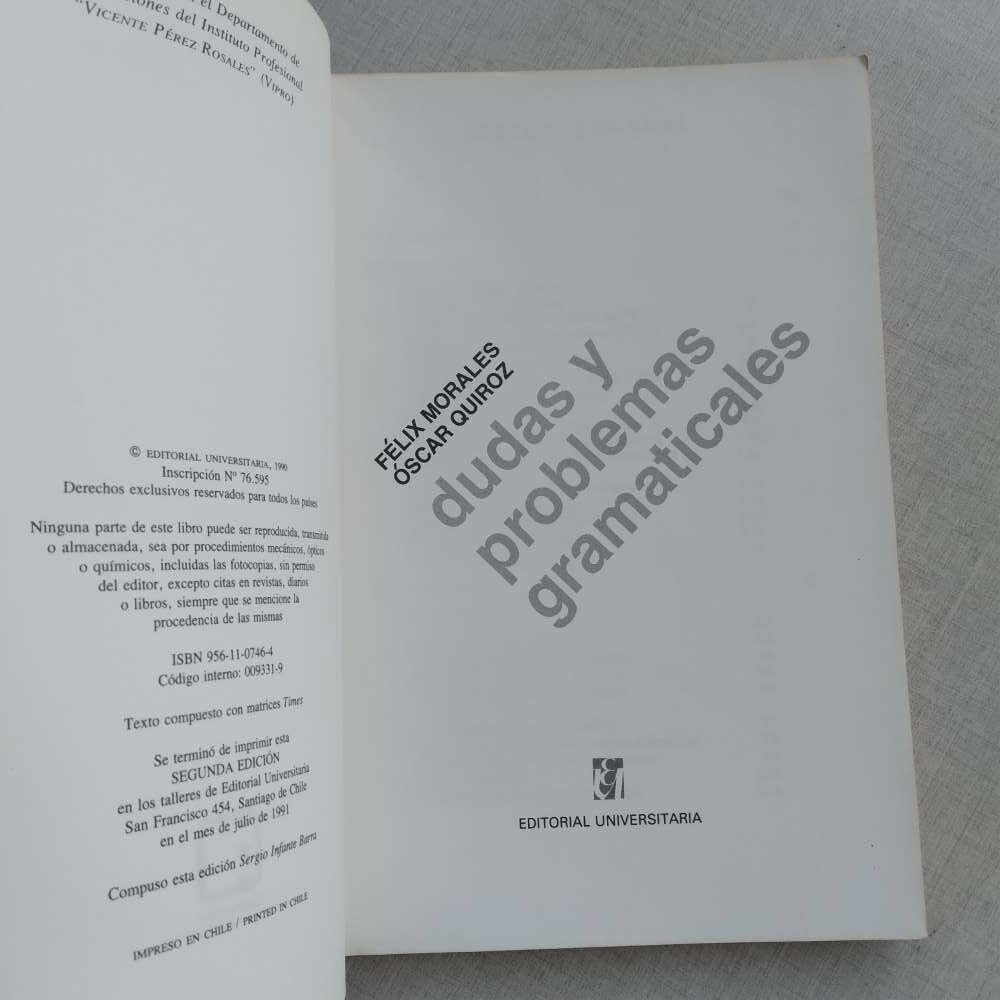 el Departamento de
ciones del Instituto Profesional
"VICENTE PÉREZ ROSALES" (VIPRO)
© EDITORIAL UNIVERSITARIA, 1990
Inscripción Nº 76.595
Derechos exclusivos reservados para todos los países
Ninguna parte de este libro puede ser reproducida, transmitida
o almacenada, sea por procedimientos mecánicos, ópticos
o químicos, incluidas las fotocopias, sin permiso
del editor, excepto citas en revistas, diarios
o libros, siempre que se mencione la
procedencia de las mismas
ISBN 956-11-0746-4
Código interno: 009331-9
Texto compuesto con matrices Times
Se terminó de imprimir esta
SEGUNDA EDICIÓN
en los talleres de Editorial Universitaria
San Francisco 454, Santiago de Chile
en el mes de julio de 1991
Compuso esta edición Sergio Infante Barra
IMPRESO EN CHILE / PRINTED IN CHILE
FÉLIX MORALES
ÓSCAR QUIROZ
dudas y
problemas
gramaticales
EDITORIAL UNIVERSITARIA